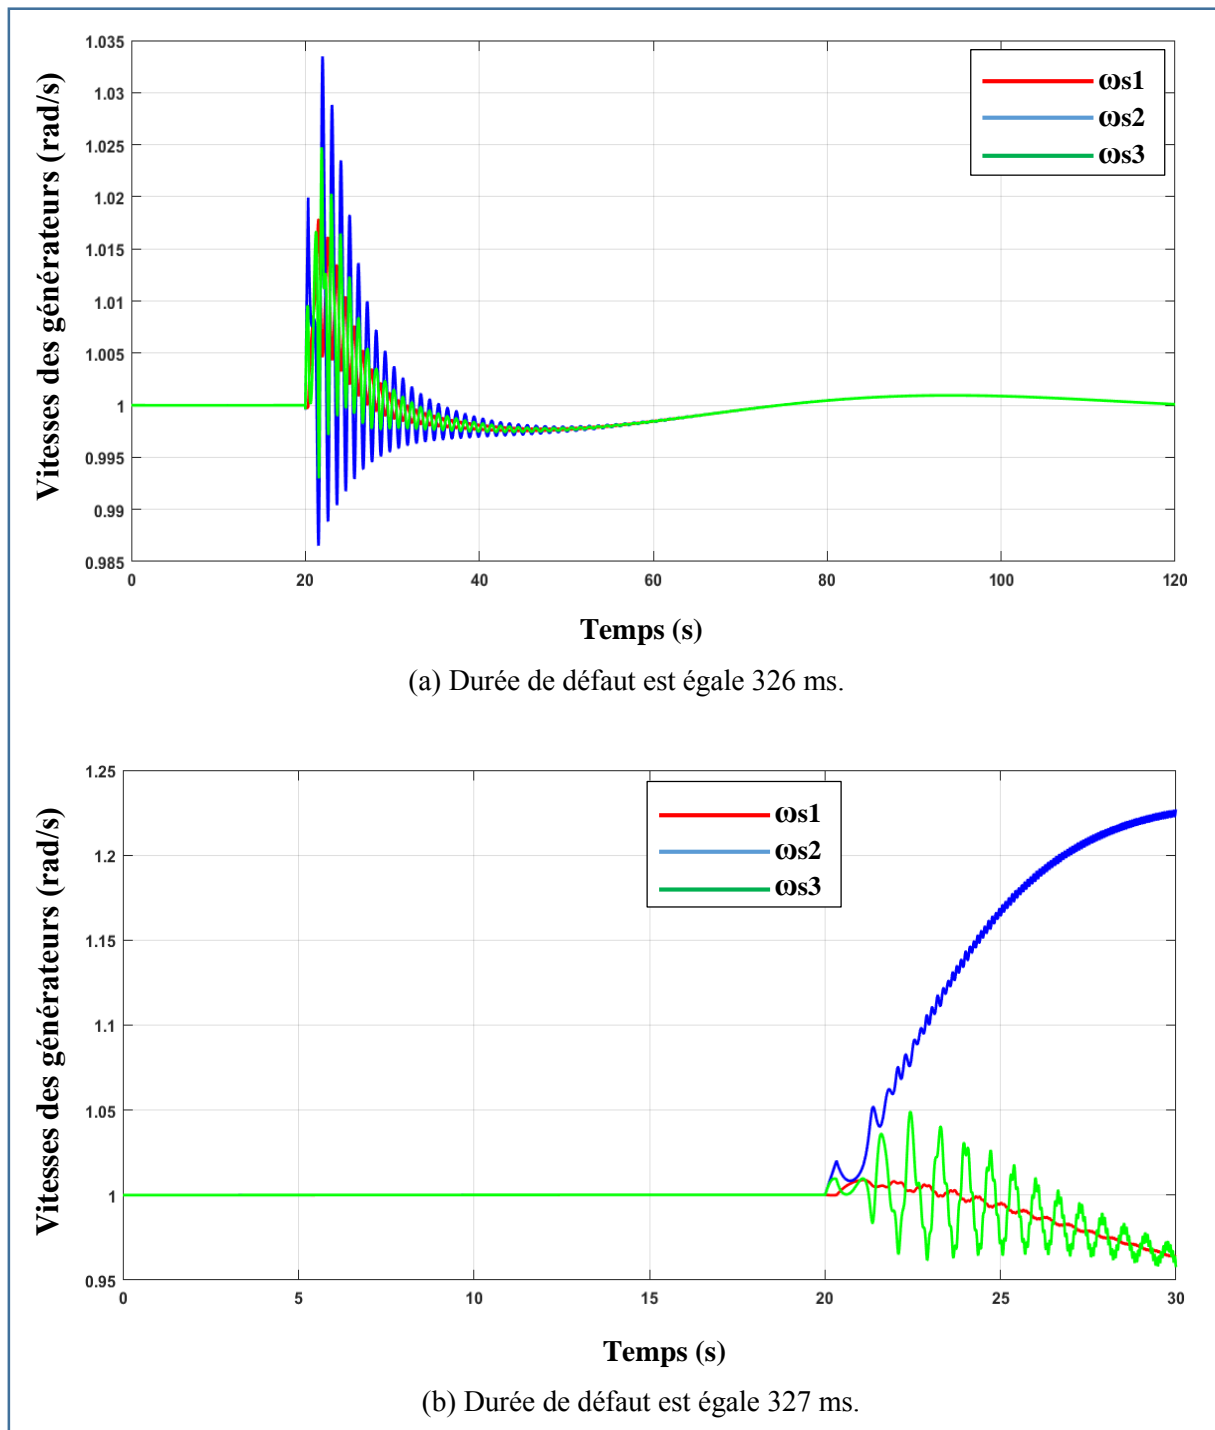 Vitesses des générateurs (rad/s)
1.035
1.03
1.025
1.02
1.015
1.01
1.005
1
0.995
0.99
0.985
ωs1
ωs2
ωs3
0 20 40 60 80 100 120
Temps (s)
(a) Durée de défaut est égale 326 ms.
Vitesses des générateurs (rad/s)
1.25
1.2
1.15
1.1
1.05
1
0.95
ωs1
ωs2
ωs3
0 5 10 15 20 25 30
Temps (s)
(b) Durée de défaut est égale 327 ms.